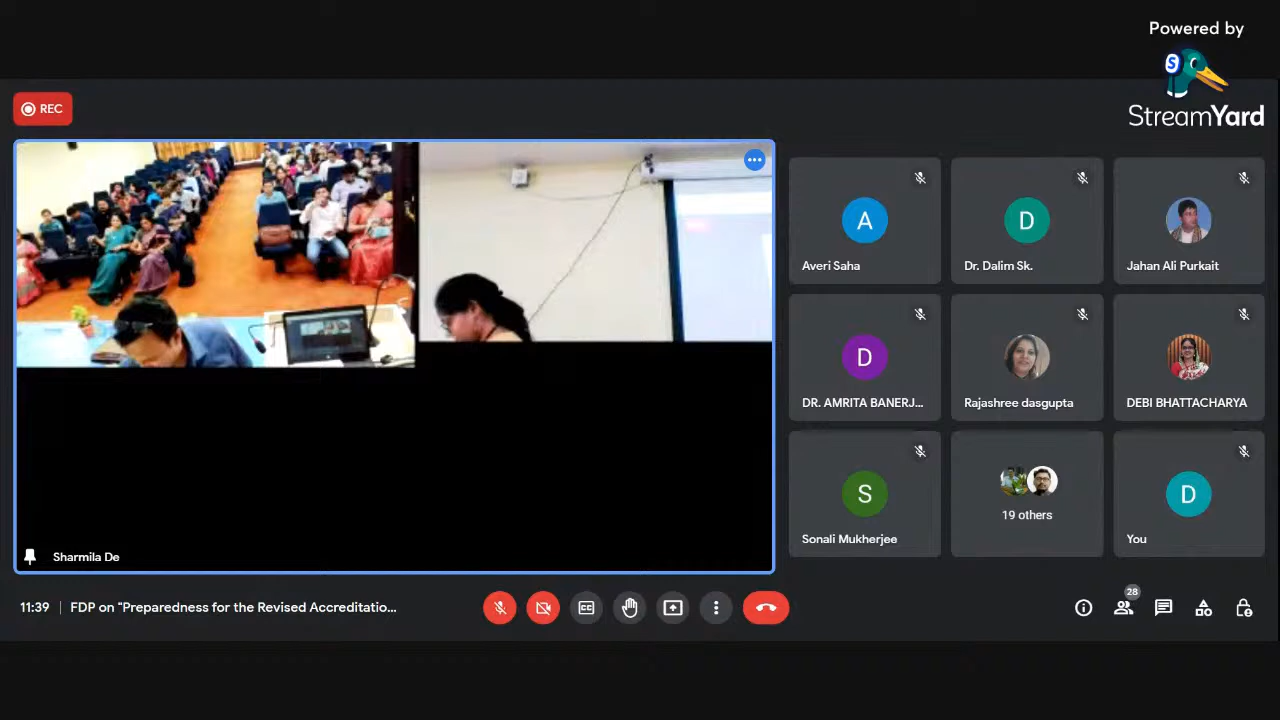 Powered by
S
StreamYard
REC
A
Averi Saha
D
Dr. Dalim Sk.
Jahan Ali Purkait
D
DR. AMRITA BANERJ...
Rajashree dasgupta
DEBI BHATTACHARYA
S
Sonali Mukherjee
19 others
D
You
Sharmila De
11:39 | FDP on "Preparedness for the Revised Accreditatio...
CC
28